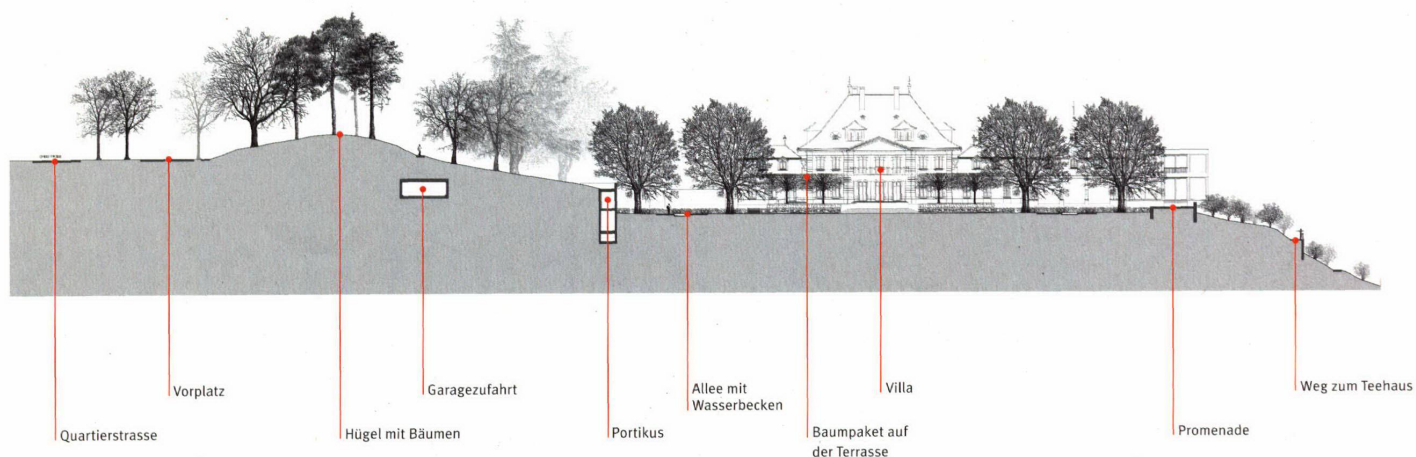 Quartierstrasse
Vorplatz
Hügel mit Bäumen
Garagezufahrt
Portikus
Allee mit
Wasserbecken
Baumpaket auf
der Terrasse
Villa
Promenade
Weg zum Teehaus